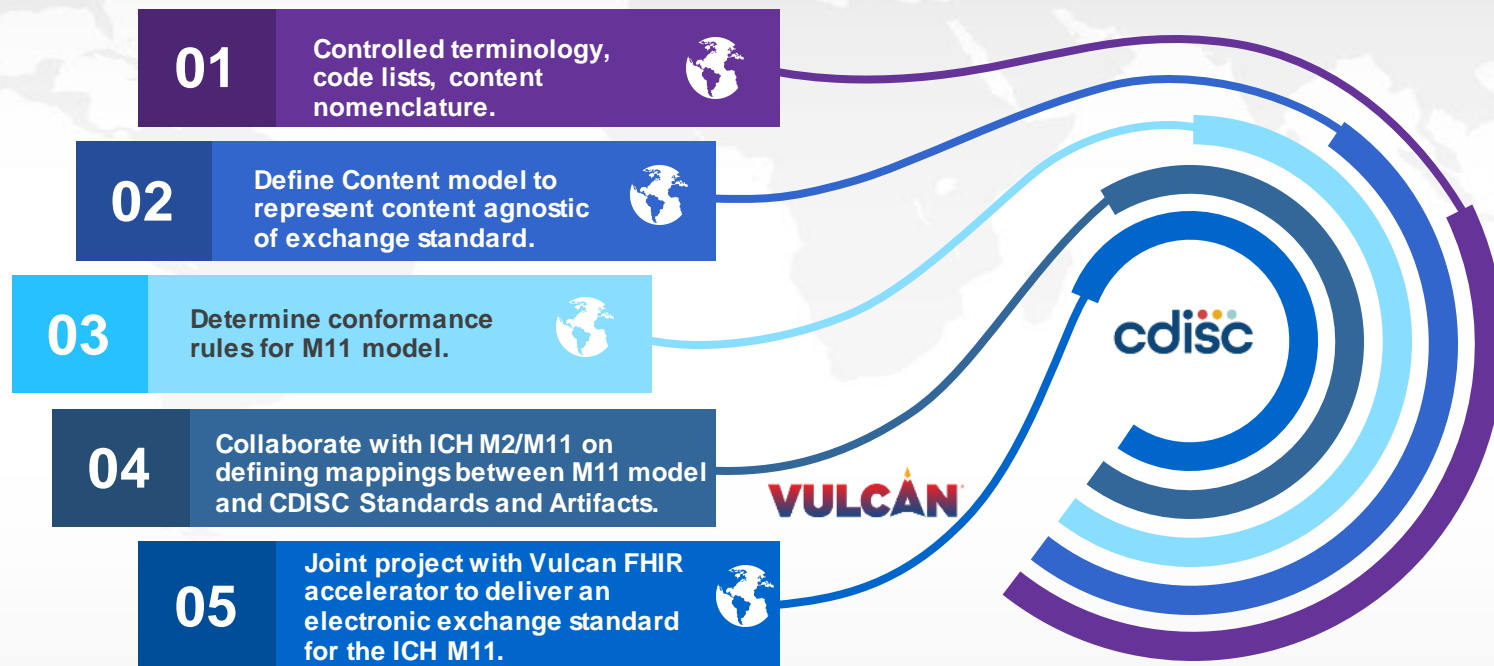 01
Controlled terminology,
code lists, content
nomenclature.
02
Define Content model to
represent content agnostic
of exchange standard.
03
Determine conformance
rules for M11 model.
04
Collaborate with ICH M2/M11 on
defining mappings between M11 model
and CDISC Standards and Artifacts.
05
Joint project with Vulcan FHIR
accelerator to deliver an
electronic exchange standard
for the ICH M11.
VULCAN
cdisc